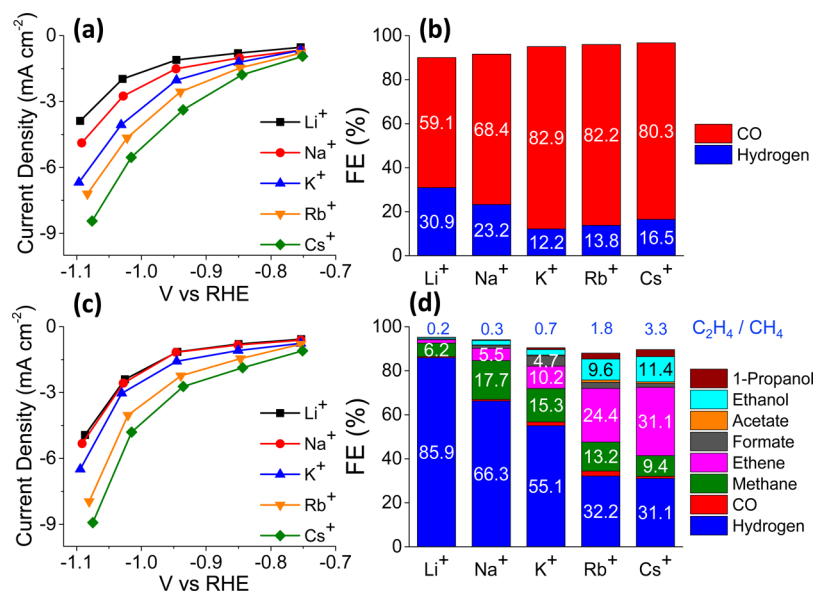 (a)
0
-3
-6
-9
Current Density (mA cm⁻²)
Li⁺
Na⁺
K⁺
Rb⁺
Cs⁺
-1.1 -1.0 -0.9 -0.8 -0.7
V vs RHE
(b)
100
80
60
40
20
0
FE (%)
59.1 68.4 82.9 82.2 80.3
30.9 23.2 12.2 13.8 16.5
Li⁺ Na⁺ K⁺ Rb⁺ Cs⁺
CO
Hydrogen
(c)
0
-3
-6
-9
Current Density (mA cm⁻²)
Li⁺
Na⁺
K⁺
Rb⁺
Cs⁺
-1.1 -1.0 -0.9 -0.8 -0.7
V vs RHE
(d)
0.2 0.3 0.7 1.8 3.3 C₂H₄ / CH₄
100
80
60
40
20
0
FE (%)
6.2
85.9
5.5
17.7
66.3
4.7
10.2
15.3
55.1
9.6
24.4
13.2
32.2
11.4
31.1
9.4
31.1
Li⁺ Na⁺ K⁺ Rb⁺ Cs⁺
1-Propanol
Ethanol
Acetate
Formate
Ethene
Methane
CO
Hydrogen